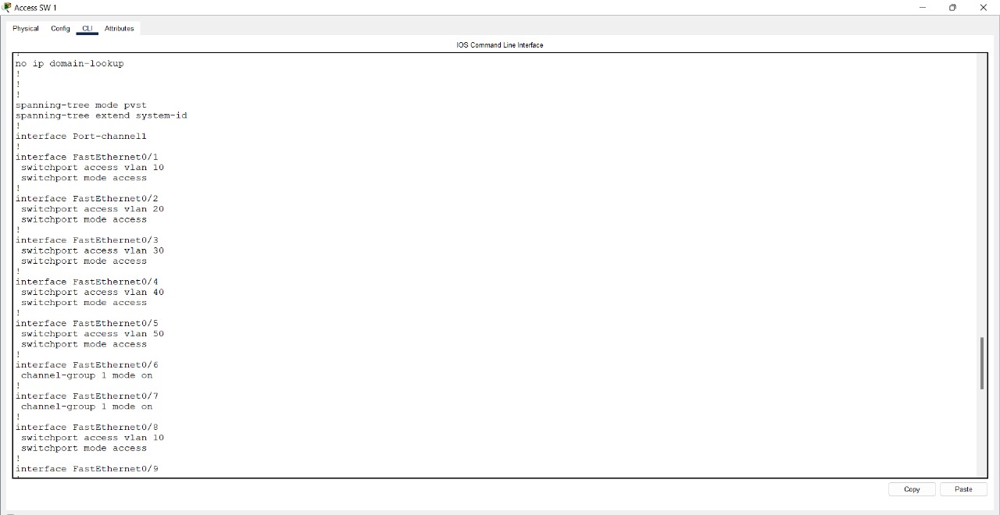 Access SW 1
Physical Config CLI Attributes
IOS Command Line Interface
no ip domain-lookup
!
!
!
spanning-tree mode pvst
spanning-tree extend system-id
!
interface Port-channel1
!
interface FastEthernet0/1
 switchport access vlan 10
 switchport mode access
!
interface FastEthernet0/2
 switchport access vlan 20
 switchport mode access
!
interface FastEthernet0/3
 switchport access vlan 30
 switchport mode access
!
interface FastEthernet0/4
 switchport access vlan 40
 switchport mode access
!
interface FastEthernet0/5
 switchport access vlan 50
 switchport mode access
!
interface FastEthernet0/6
 channel-group 1 mode on
!
interface FastEthernet0/7
 channel-group 1 mode on
!
interface FastEthernet0/8
 switchport access vlan 10
 switchport mode access
!
interface FastEthernet0/9
Copy Paste